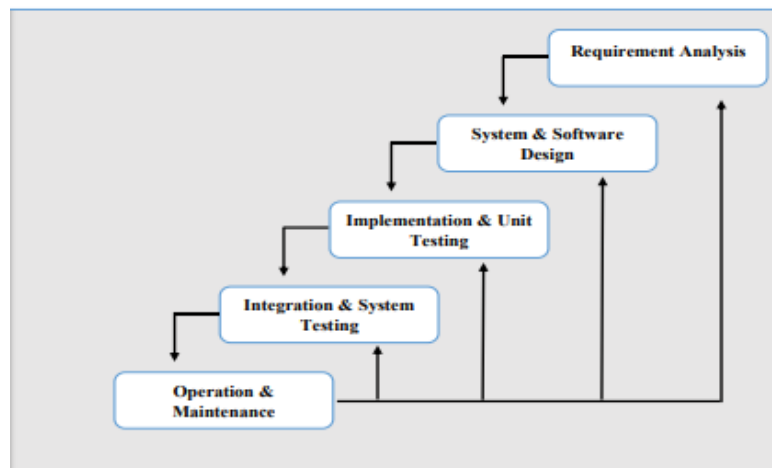 Requirement Analysis
System & Software
Design
Implementation & Unit
Testing
Integration & System
Testing
Operation &
Maintenance